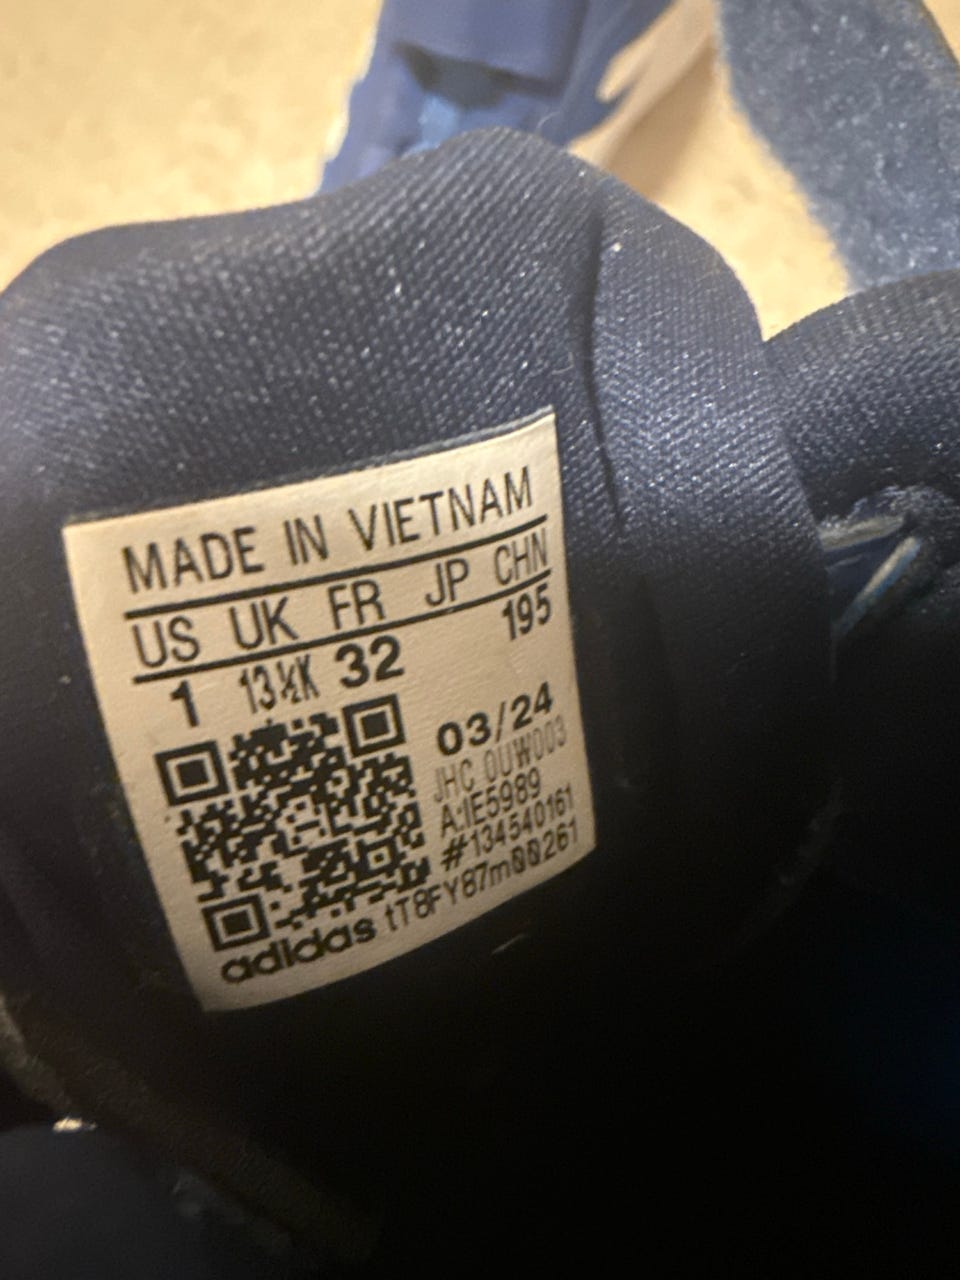 MADE IN VIETNAM
US UK FR JP CHN
1 13½K 32 195
03/24
JHC 0UW003
A:IE5989
#134540161
adidas tT8FY87m00261